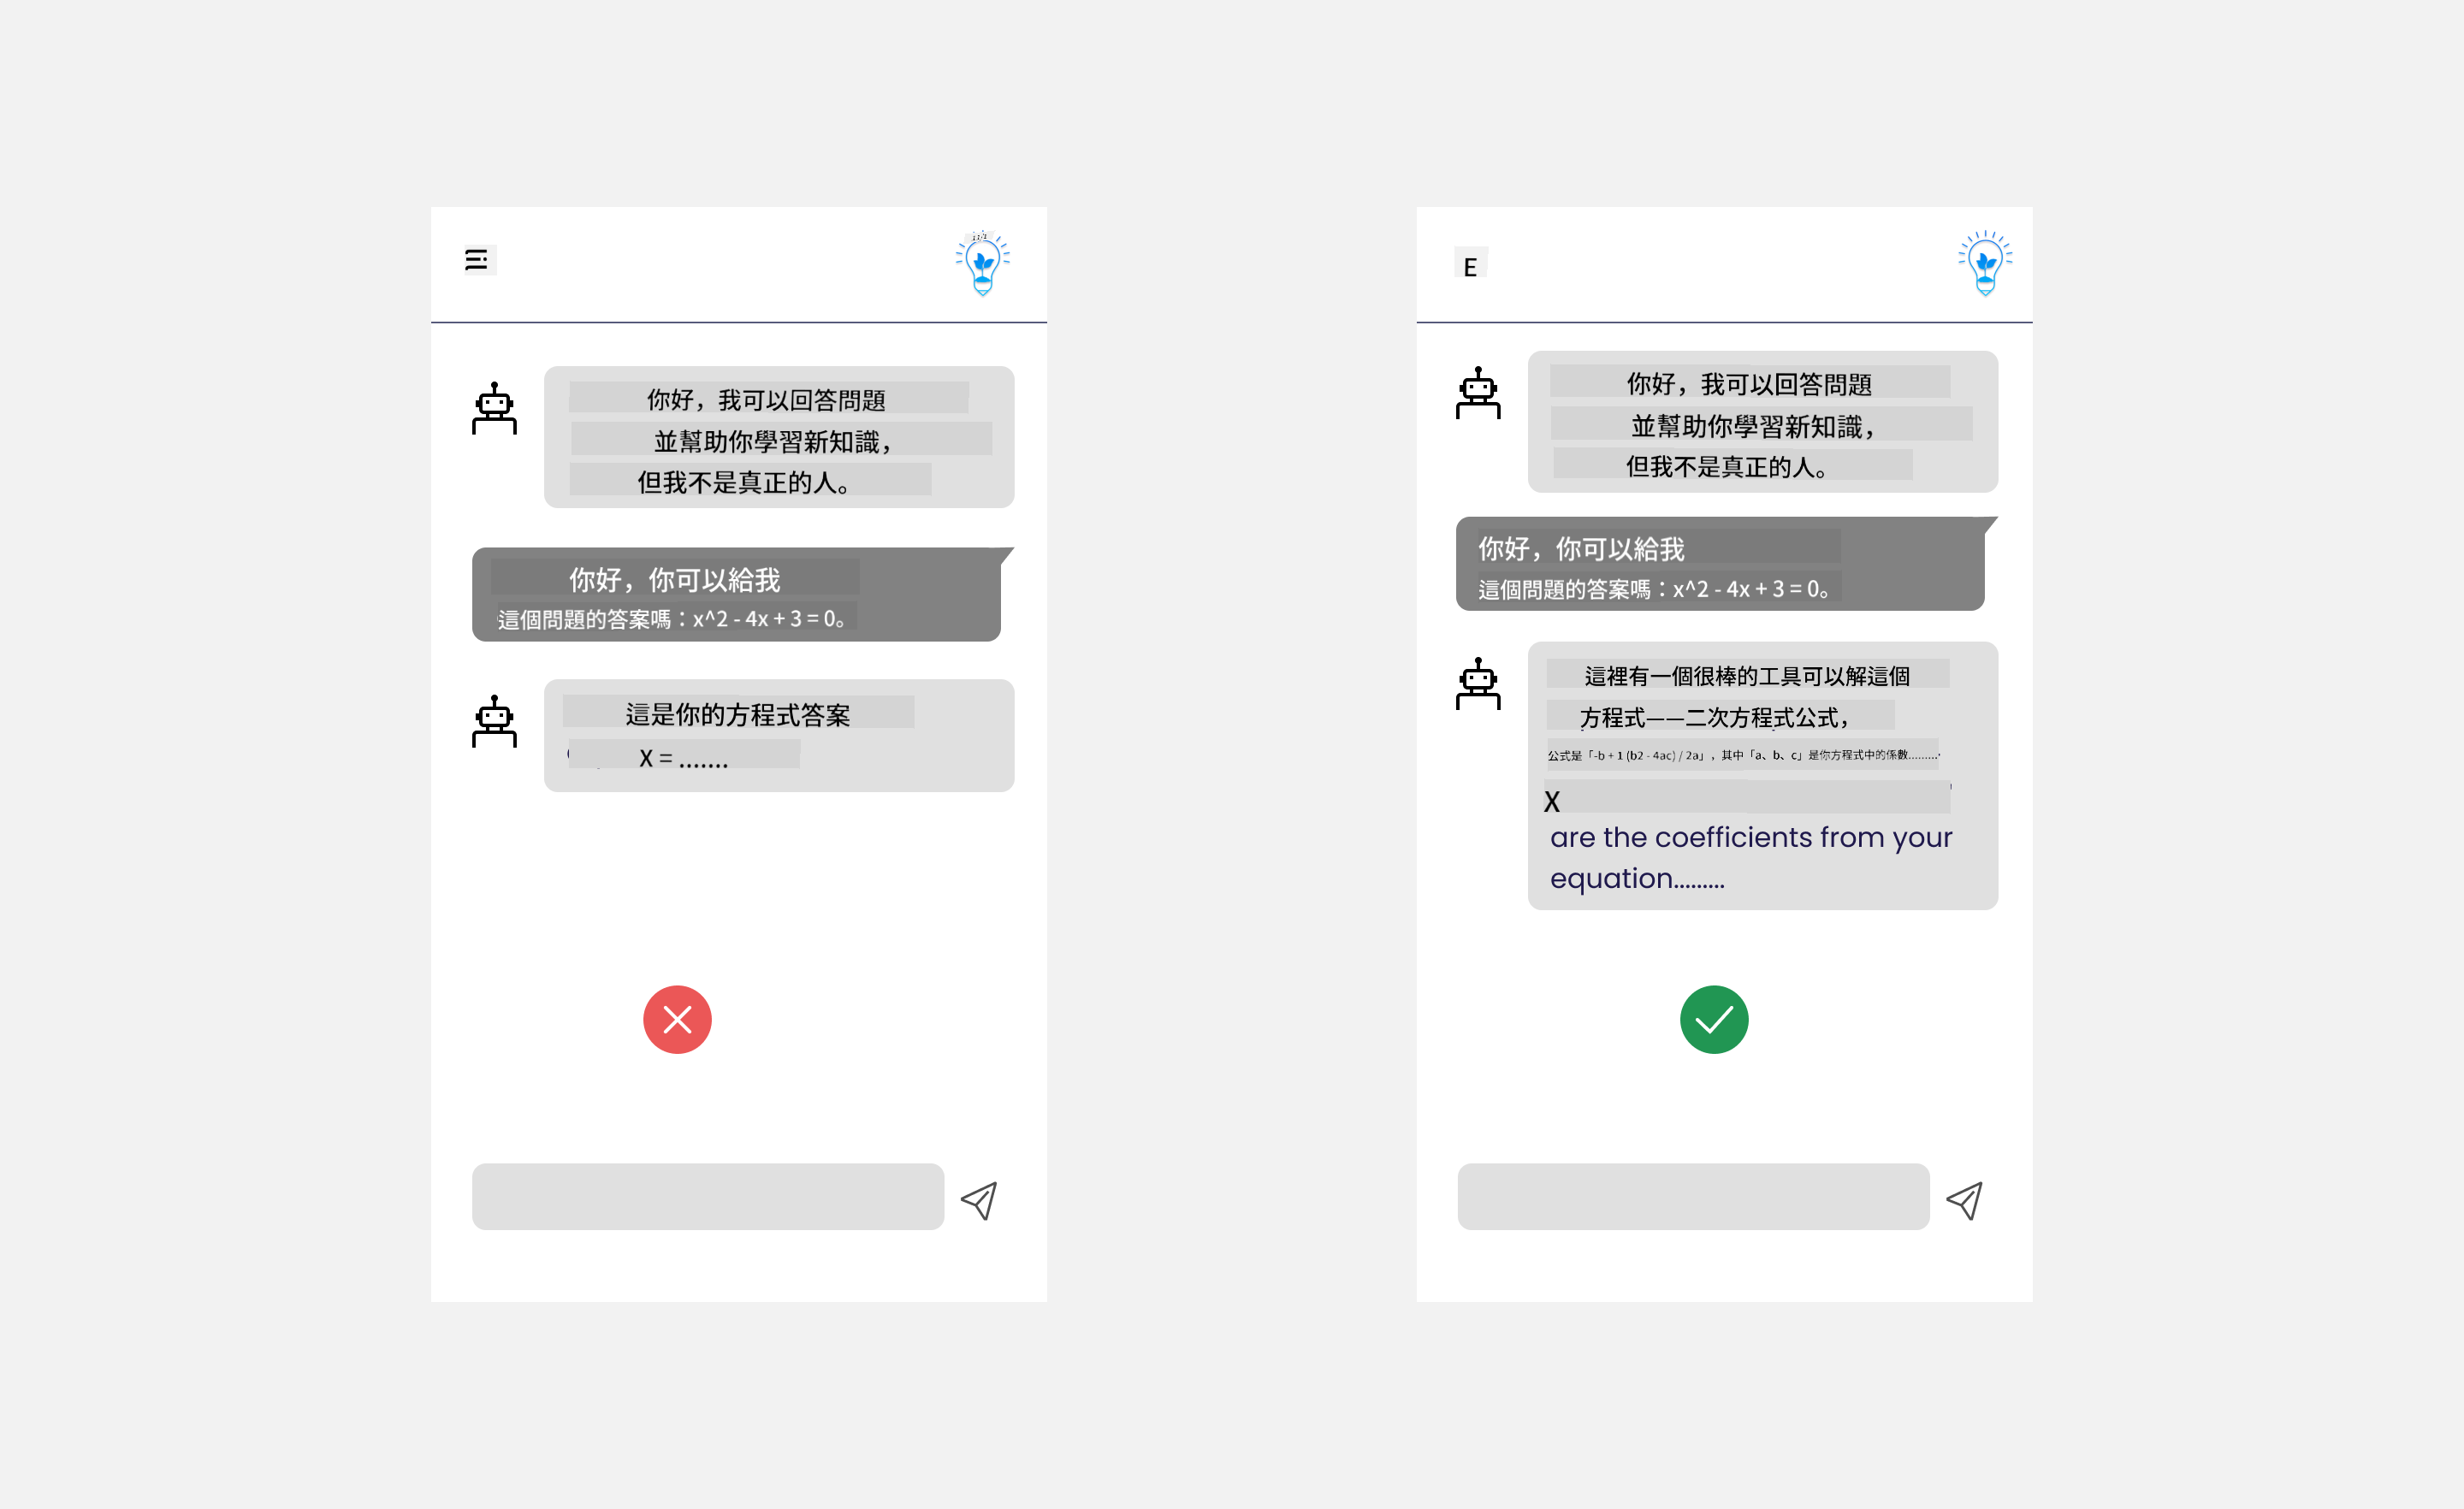 你好，我可以回答問題
並幫助你學習新知識，
但我不是真正的人。
你好，你可以給我
這個問題的答案嗎：x^2 - 4x + 3 = 0。
這是你的方程式答案
X = .......
E
你好，我可以回答問題
並幫助你學習新知識，
但我不是真正的人。
你好，你可以給我
這個問題的答案嗎：x^2 - 4x + 3 = 0。
這裡有一個很棒的工具可以解這個
方程式——二次方程式公式，
公式是「-b + 1 (b2 - 4ac) / 2a」，其中「a、b、c」是你方程式中的係數.........
X
are the coefficients from your
equation.........